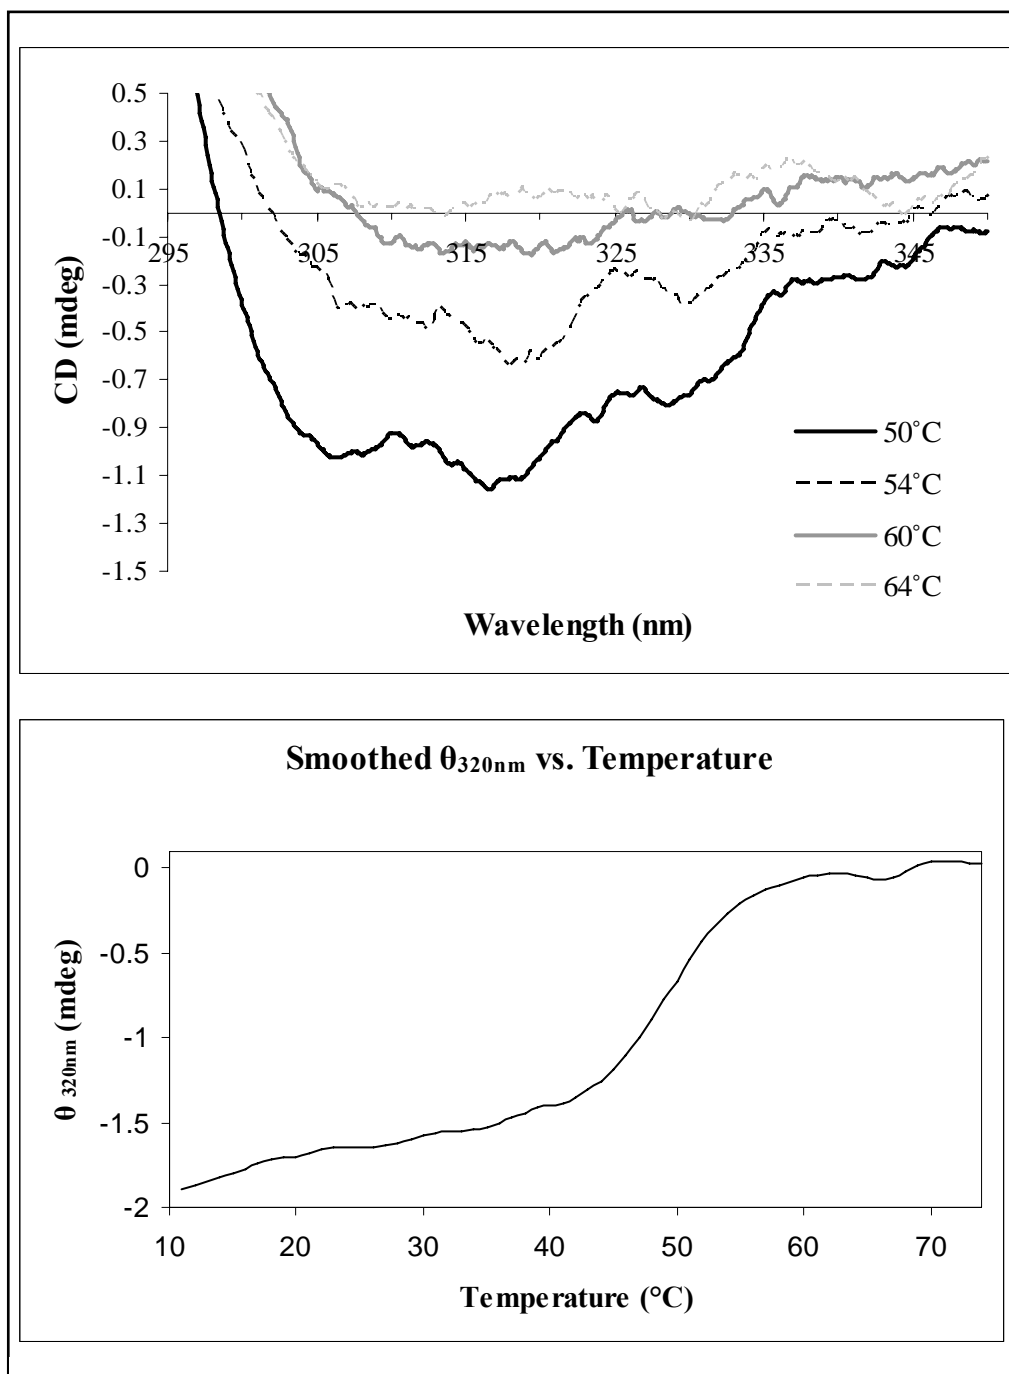 0.5
0.3
0.1
-0.1
-0.3
-0.5
-0.7
-0.9
-1.1
-1.3
-1.5
295 305 315 325 335 345
CD (mdeg)
Wavelength (nm)
50˚C
54˚C
60˚C
64˚C
Smoothed θ320nm vs. Temperature
0
-0.5
-1
-1.5
-2
10 20 30 40 50 60 70
θ 320nm (mdeg)
Temperature (°C)